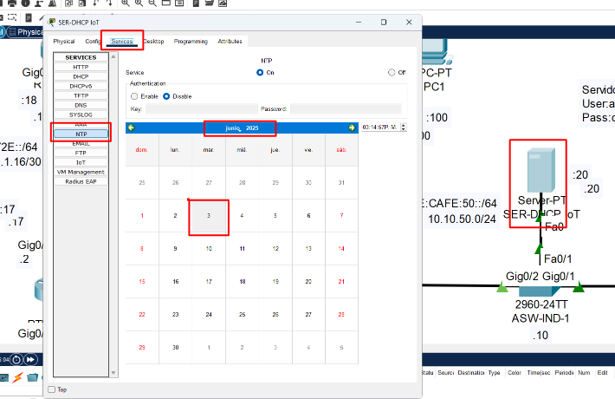 SER-DHCP IoT
Physical Config Services Desktop Programming Attributes
Physical
SERVICES
HTTP
DHCP
DHCPv6
TFTP
DNS
SYSLOG
AAA
NTP
EMAIL
FTP
IoT
VM Management
Radius EAP
NTP
Service
On
Off
Authentication
Enable
Disable
Key:
Password:
junio, 2025
03:14:57P. M.
dom. lun. mar. mié. jue. vie. sáb.
25 26 27 28 29 30 31
1 2 3 4 5 6 7
8 9 10 11 12 13 14
15 16 17 18 19 20 21
22 23 24 25 26 27 28
29 30 1 2 3 4 5
Top
:18
.1.16/30
:17
.17
Gig0/
.2
PC-PT
PC1
:100
Servido
User:a
Pass:c
:CAFE:50::/64
10.10.50.0/24
:20
.20
Server-PT
SER-DHCP IoT
Fa0
Fa0/1
Gig0/2 Gig0/1
2960-24TT
ASW-IND-1
.10
Source Destination Type Color Time(sec Periodic Num Edit